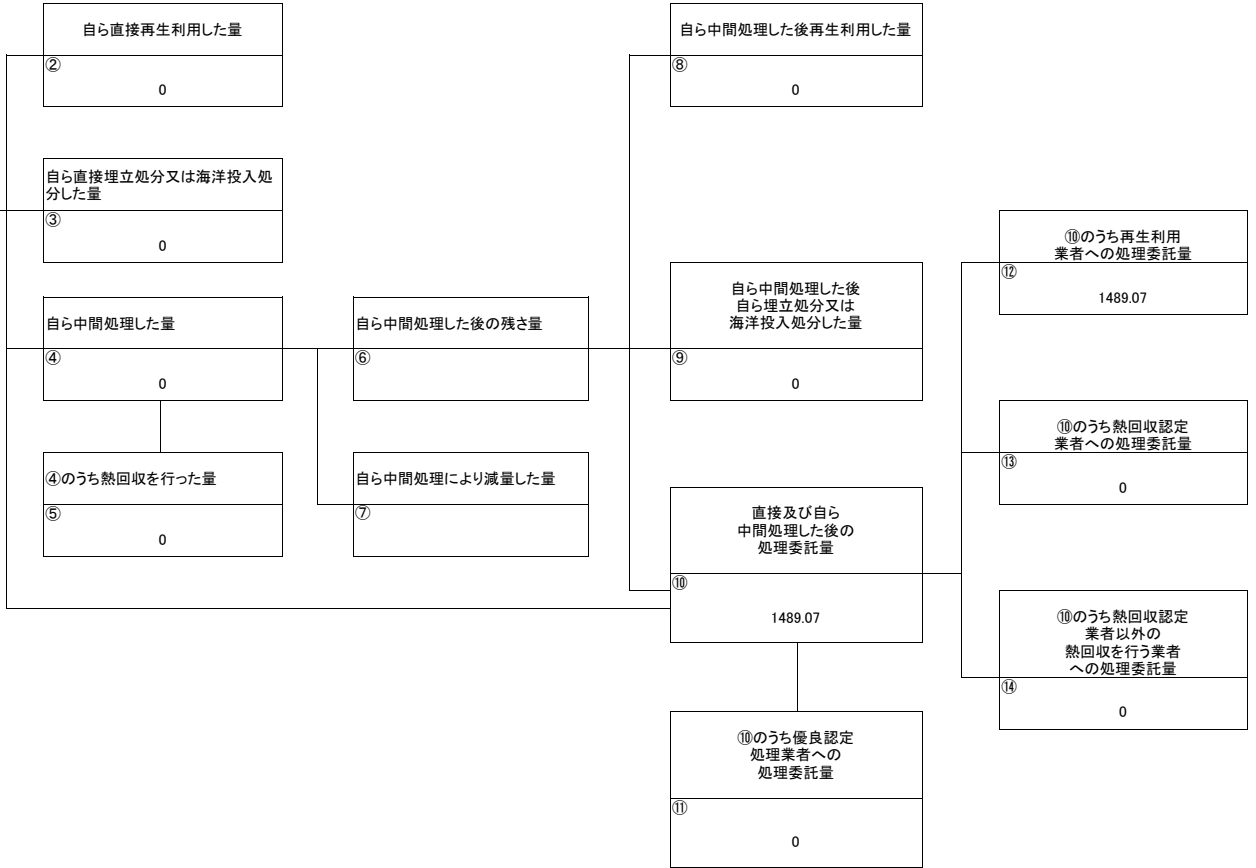 自ら直接再生利用した量
②
0
自ら直接埋立処分又は海洋投入処
分した量
③
0
自ら中間処理した量
④
0
④のうち熱回収を行った量
⑤
0
自ら中間処理した後の残さ量
⑥
自ら中間処理により減量した量
⑦
自ら中間処理した後再生利用した量
⑧
0
自ら中間処理した後
自ら埋立処分又は
海洋投入処分した量
⑨
0
直接及び自ら
中間処理した後の
処理委託量
⑩
1489.07
⑩のうち優良認定
処理業者への
処理委託量
⑪
0
⑩のうち再生利用
業者への処理委託量
⑫
1489.07
⑩のうち熱回収認定
業者への処理委託量
⑬
0
⑩のうち熱回収認定
業者以外の
熱回収を行う業者
への処理委託量
⑭
0